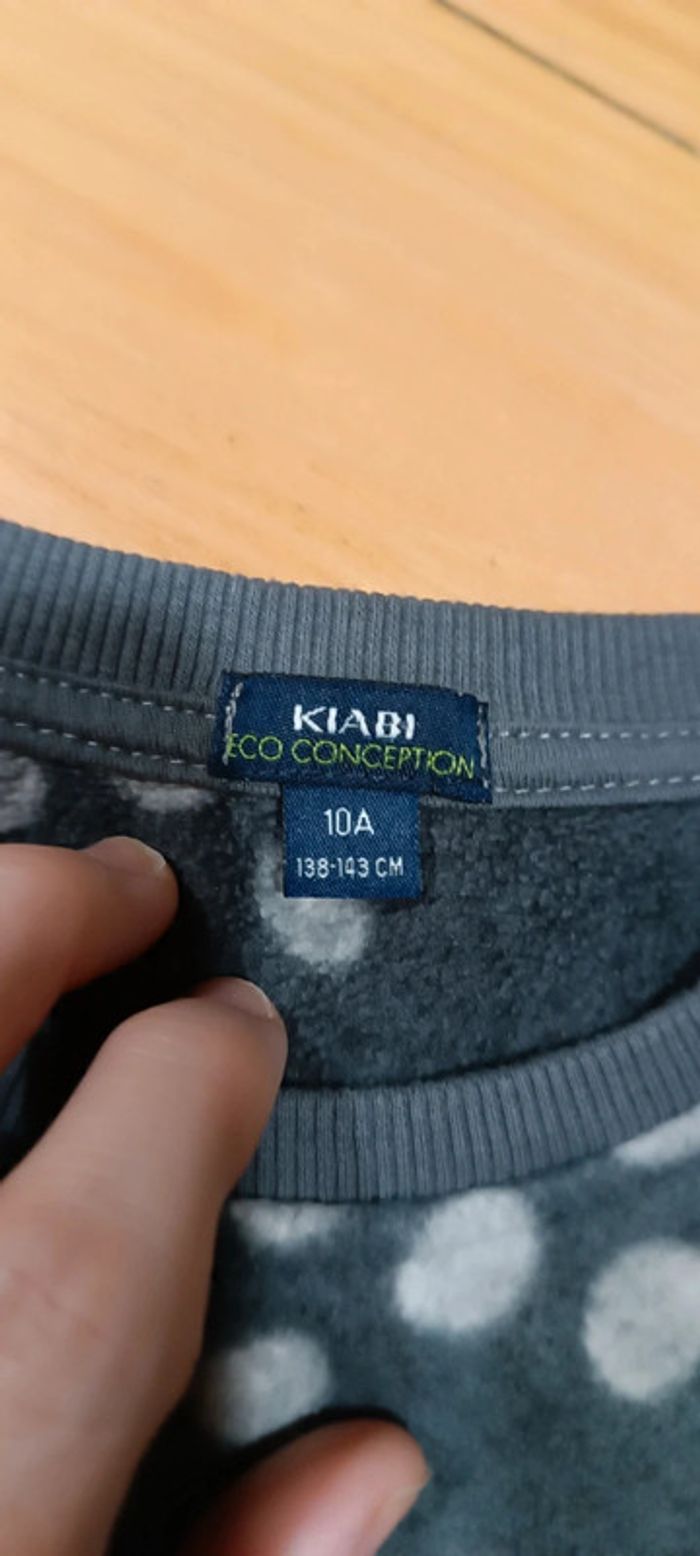 KIABI
ECO CONCEPTION
10A
138-143 CM